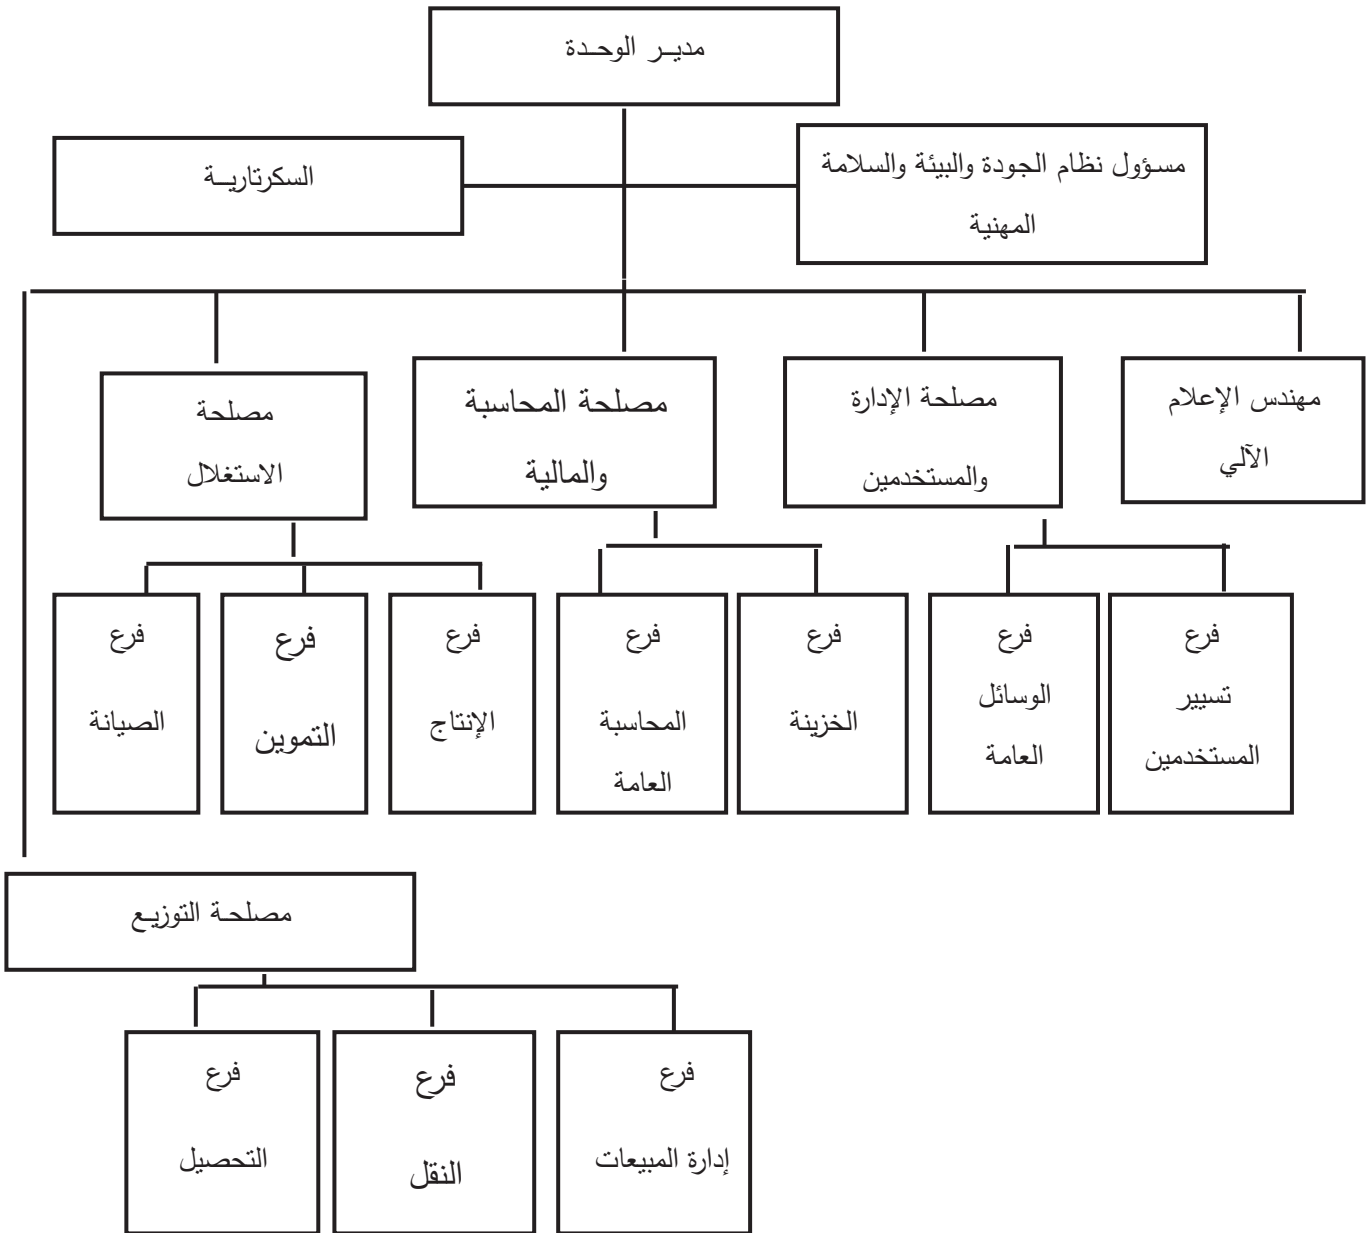 مديـر الوحـدة
مسؤول نظام الجودة والبيئة والسلامة
المهنية
السكرتاريـة
مهندس الإعلام
الآلي
مصلحة الإدارة
والمستخدمين
مصلحة المحاسبة
والمالية
مصلحة
الاستغلال
فرع
تسيير
المستخدمين
فرع
الوسائل
العامة
فرع
الخزينة
فرع
المحاسبة
العامة
فرع
الإنتاج
فرع
التموين
فرع
الصيانة
مصلحـة التوزيـع
فرع
إدارة المبيعات
فرع
النقل
فرع
التحصيل